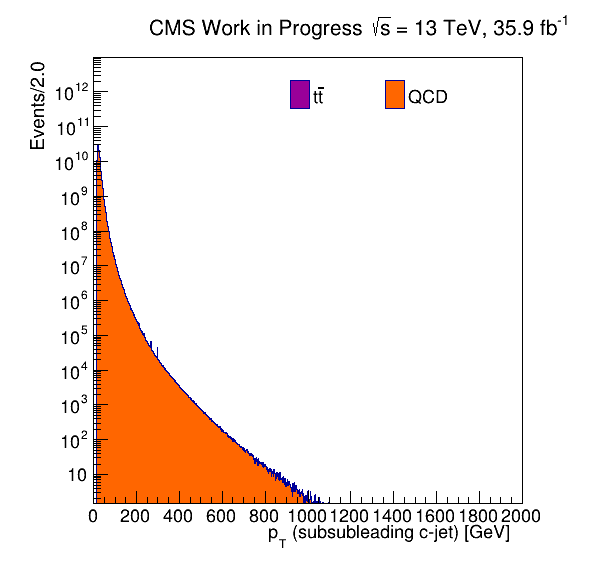 CMS Work in Progress √s = 13 TeV, 35.9 fb⁻¹
Events/2.0
tt̄
QCD
10¹²
10¹¹
10¹⁰
10⁹
10⁸
10⁷
10⁶
10⁵
10⁴
10³
10²
10
0 200 400 600 800 1000 1200 1400 1600 1800 2000
p_T (subsubleading c-jet) [GeV]